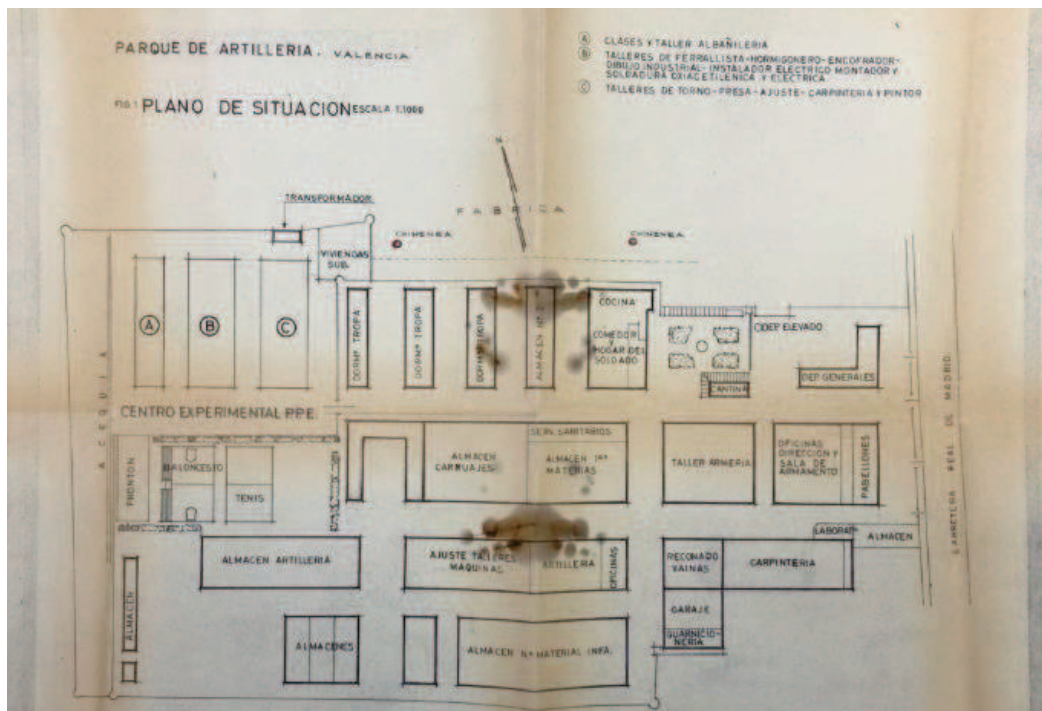 PARQUE DE ARTILLERIA. VALENCIA
FIG 1 PLANO DE SITUACION ESCALA 1:1000
A CLASES Y TALLER ALBAÑILERIA
B TALLERES DE FERRALLISTA-HORMIGONERO-ENCOFRADOR-
DIBUJO INDUSTRIAL-INSTALADOR ELECTRICO MONTADOR Y
SOLDADURA OXIACETILENICA Y ELECTRICA
C TALLERES DE TORNO-FRESA-AJUSTE-CARPINTERIA Y PINTOR
N.
TRANSFORMADOR
FABRICA
CHIMENEA
CHIMENEA
VIVIENDAS
SUB.
A
B
C
DORMº TROPA
DORMº TROPA
DORMº TROPA
ALMACEN Nº 2
COCINA
COMEDOR
Y
HOGAR DEL
SOLDADO
DEP ELEVADO
CANTINA
DEP. GENERALES
ACEQUIA
CARRETERA REAL DE MADRID
CENTRO EXPERIMENTAL P.P.E.
FRONTON
BALONCESTO
TENIS
ALMACEN
CARRUAJES
SERV. SANITARIOS
ALMACEN 1ªs
MATERIAS
TALLER ARMERIA
OFICINAS
DIRECCION Y
SALA DE
ARMAMENTO
PABELLONES
LABORAT.
ALMACEN
ALMACEN
ALMACEN ARTILLERIA
AJUSTE TALLERES
MAQUINAS
ARTILLERIA
OFICINAS
RECONADO
VAINAS
CARPINTERIA
GARAJE
GUARNICIO-
NERIA
ALMACENES
ALMACEN Nº MATERIAL INFA.